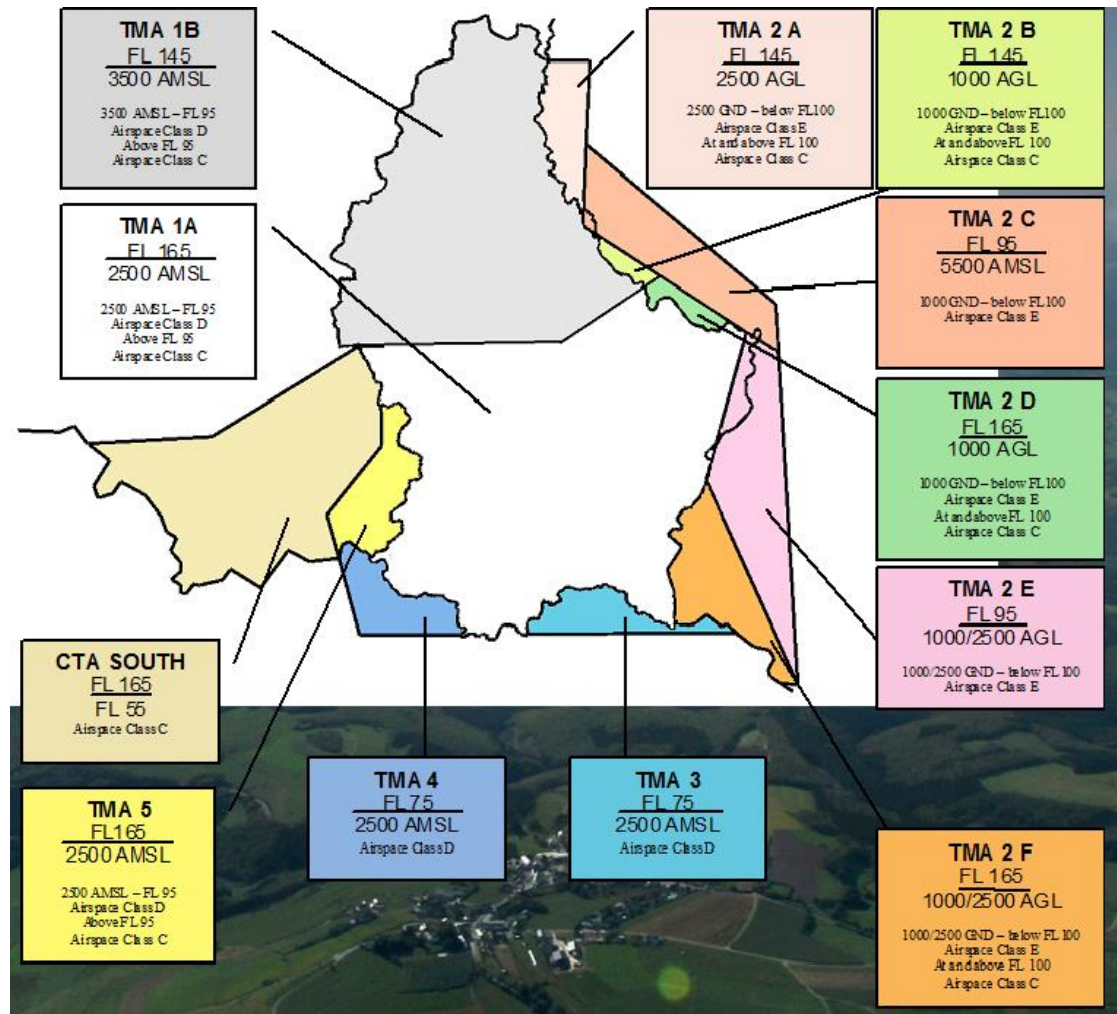 TMA 1B
FL 145
3500 AMSL
3500 AMSL – FL 95
Airspace Class D
Above FL 95
Airspace Class C
TMA 2 A
FL 145
2500 AGL
2500 GND – below FL100
Airspace Class E
At and above FL 100
Airspace Class C
TMA 2 B
FL 145
1000 AGL
1000 GND – below FL100
Airspace Class E
At and above FL 100
Airspace Class C
TMA 1A
FL 165
2500 AMSL
2500 AMSL – FL 95
Airspace Class D
Above FL 95
Airspace Class C
TMA 2 C
FL 95
5500 AMSL
1000 GND – below FL100
Airspace Class E
TMA 2 D
FL 165
1000 AGL
1000 GND – below FL100
Airspace Class E
At and above FL 100
Airspace Class C
TMA 2 E
FL 95
1000/2500 AGL
1000/2500 GND – below FL 100
Airspace Class E
CTA SOUTH
FL 165
FL 55
Airspace Class C
TMA 4
FL 75
2500 AMSL
Airspace Class D
TMA 3
FL 75
2500 AMSL
Airspace Class D
TMA 5
FL165
2500 AMSL
2500 AMSL – FL 95
Airspace Class D
Above FL 95
Airspace Class C
TMA 2 F
FL 165
1000/2500 AGL
1000/2500 GND – below FL 100
Airspace Class E
At and above FL 100
Airspace Class C